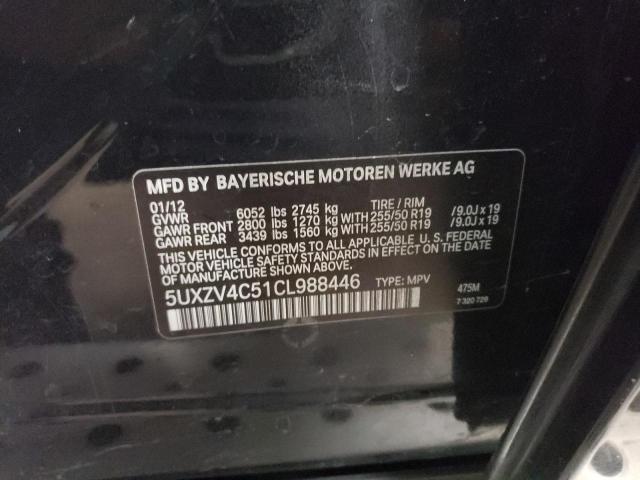 MFD BY BAYERISCHE MOTOREN WERKE AG
01/12 TIRE / RIM
GVWR 6052 lbs 2745 kg
GAWR FRONT 2800 lbs 1270 kg WITH 255/50 R19 /9.0J x 19
GAWR REAR 3439 lbs 1560 kg WITH 255/50 R19 /9.0J x 19
THIS VEHICLE CONFORMS TO ALL APPLICABLE U.S. FEDERAL
MOTOR VEHICLE SAFETY STANDARDS IN EFFECT ON THE DATE
OF MANUFACTURE SHOWN ABOVE.
5UXZV4C51CL988446 TYPE: MPV 475M
7 320 729